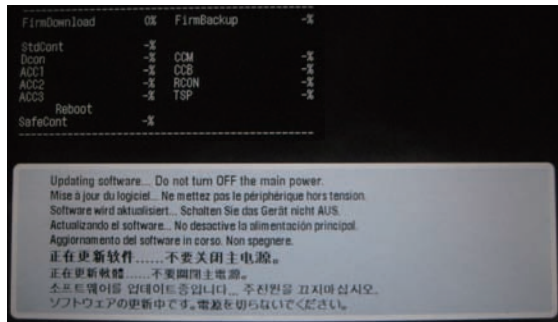 FirmDownload 0% FirmBackup -%
StdCont -%
Dcon -% CCM -%
ACC1 -% CCB -%
ACC2 -% RCON -%
ACC3 -% TSP -%
Reboot
SafeCont -%
Updating software... Do not turn OFF the main power.
Mise à jour du logiciel... Ne mettez pas le périphérique hors tension.
Software wird aktualisiert... Schalten Sie das Gerät nicht AUS.
Actualizando el software... No desactive la alimentación principal.
Aggiornamento del software in corso. Non spegnere.
正在更新软件……不要关闭主电源。
正在更新軟體……不要關閉主電源。
소프트웨어를 업데이트중입니다... 주전원을 끄지마십시오.
ソフトウェアの更新中です。電源を切らないでください。